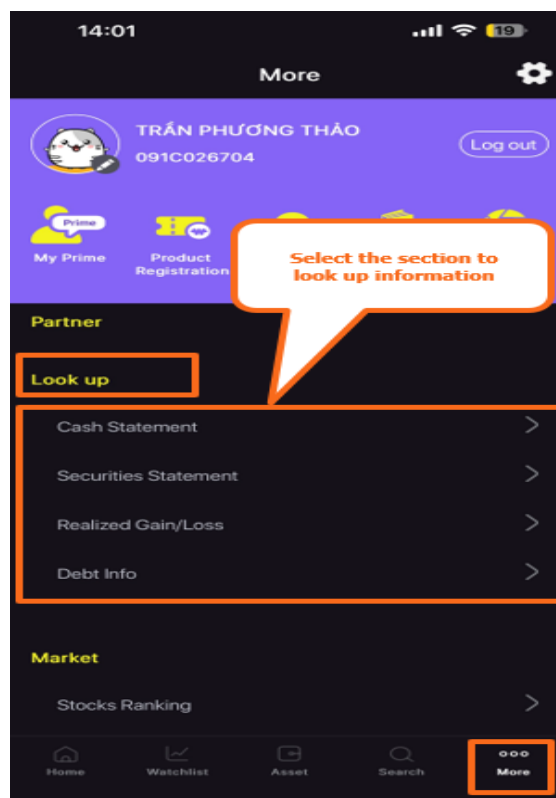 14:01
19
More
TRẦN PHƯƠNG THẢO
091C026704
Log out
Prime
My Prime
Product
Registration
Select the section to
look up information
Partner
Look up
Cash Statement
Securities Statement
Realized Gain/Loss
Debt Info
Market
Stocks Ranking
Home
Watchlist
Asset
Search
More